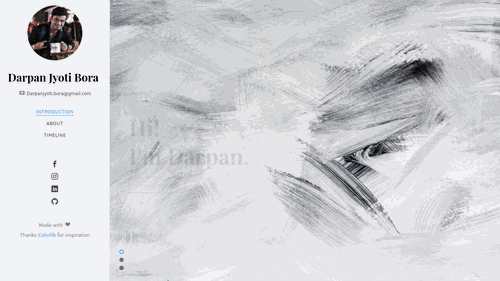 Darpan Jyoti Bora
Darpanjyoti.bora@gmail.com
INTRODUCTION
ABOUT
TIMELINE
Made with ❤
Thanks Colorlib for inspiration
Hi!
I'm Darpan.